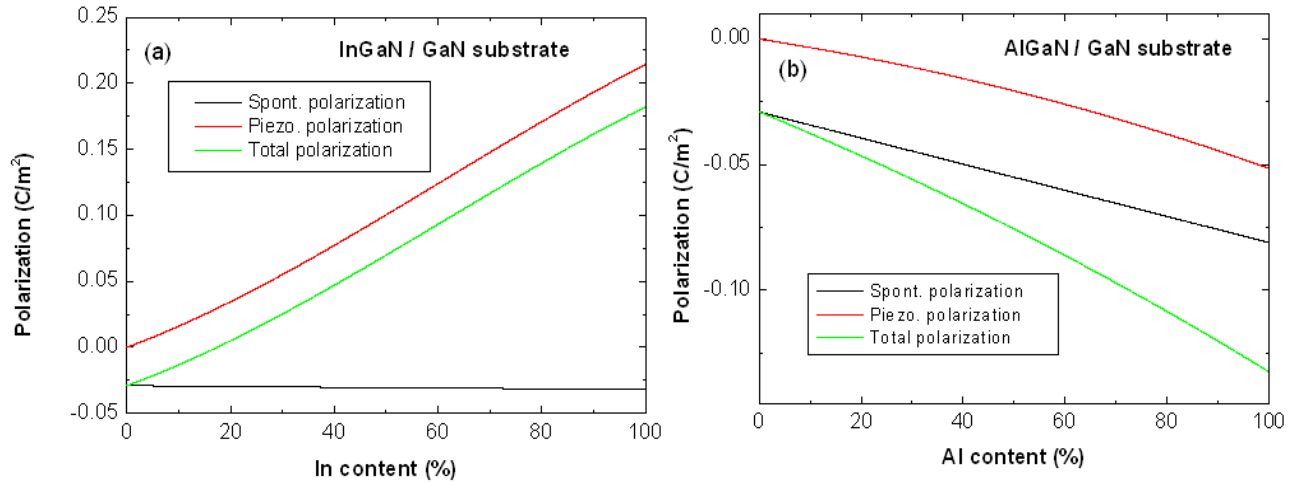 (a)
InGaN / GaN substrate
Spont. polarization
Piezo. polarization
Total polarization
0.25
0.20
0.15
0.10
0.05
0.00
-0.05
Polarization (C/m²)
0 20 40 60 80 100
In content (%)
AlGaN / GaN substrate
(b)
Spont. polarization
Piezo. polarization
Total polarization
0.00
-0.05
-0.10
Polarization (C/m²)
0 20 40 60 80 100
Al content (%)